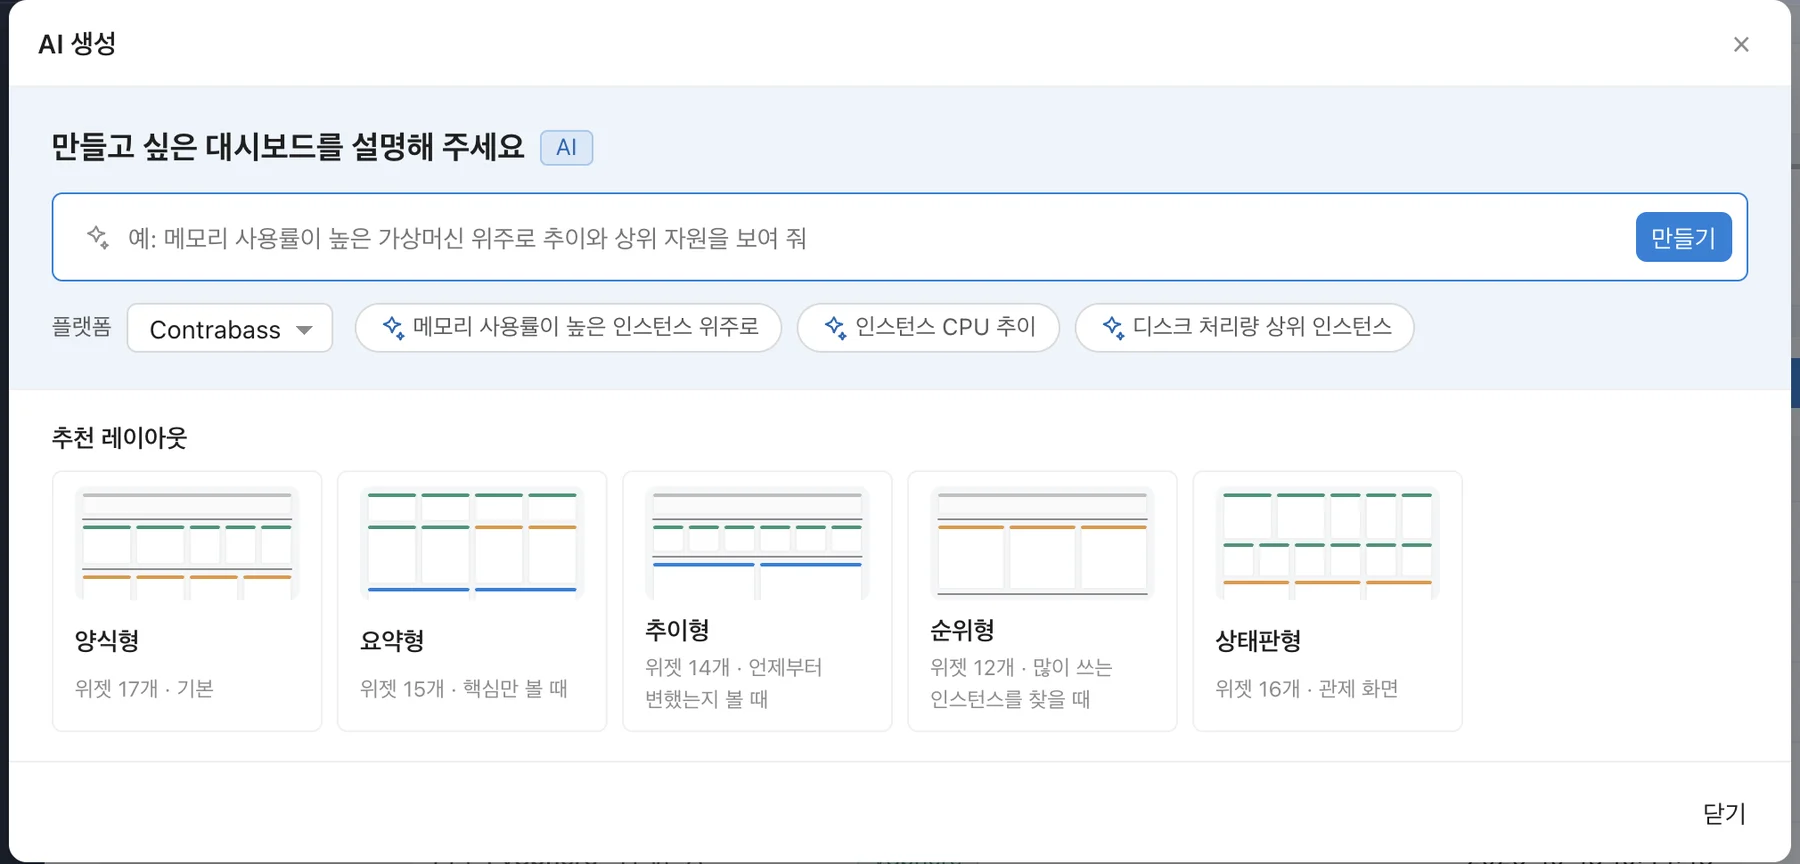 AI 생성
만들고 싶은 대시보드를 설명해 주세요 AI
예: 메모리 사용률이 높은 가상머신 위주로 추이와 상위 자원을 보여 줘
만들기
플랫폼 Contrabass 메모리 사용률이 높은 인스턴스 위주로 인스턴스 CPU 추이 디스크 처리량 상위 인스턴스
추천 레이아웃
양식형
위젯 17개 · 기본
요약형
위젯 15개 · 핵심만 볼 때
추이형
위젯 14개 · 언제부터
변했는지 볼 때
순위형
위젯 12개 · 많이 쓰는
인스턴스를 찾을 때
상태판형
위젯 16개 · 관제 화면
닫기